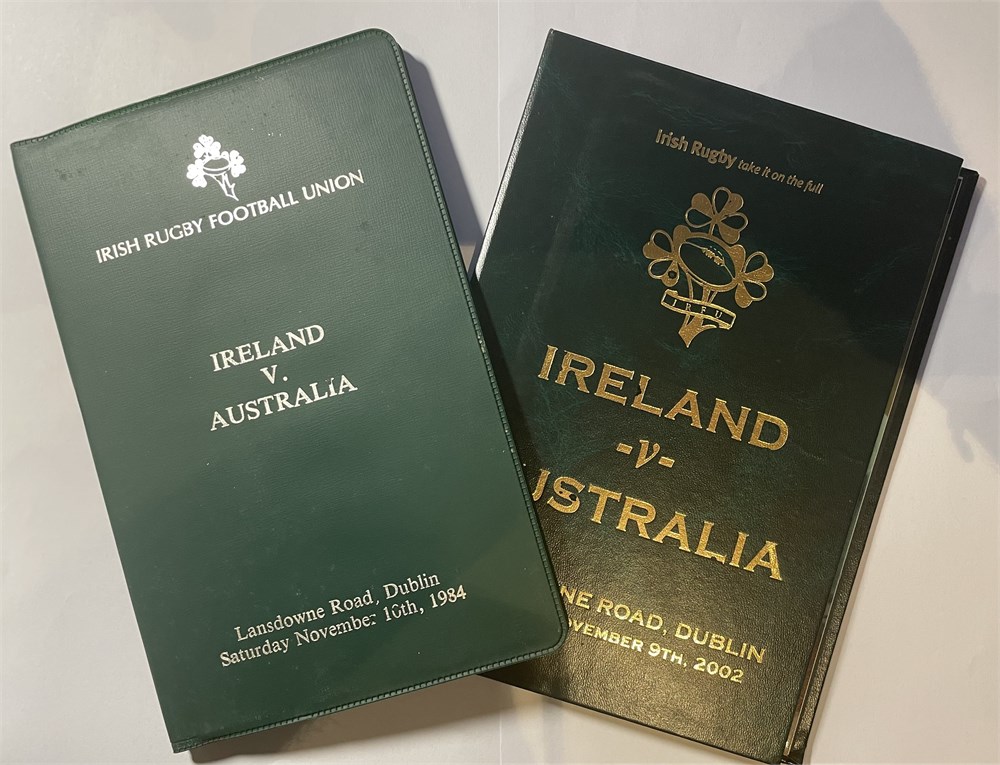 IRISH RUGBY FOOTBALL UNION
IRELAND
V.
AUSTRALIA
Lansdowne Road, Dublin
Saturday November 10th, 1984
Irish Rugby take it on the full
IRFU
IRELAND
-v-
USTRALIA
NE ROAD, DUBLIN
VEMBER 9TH, 2002